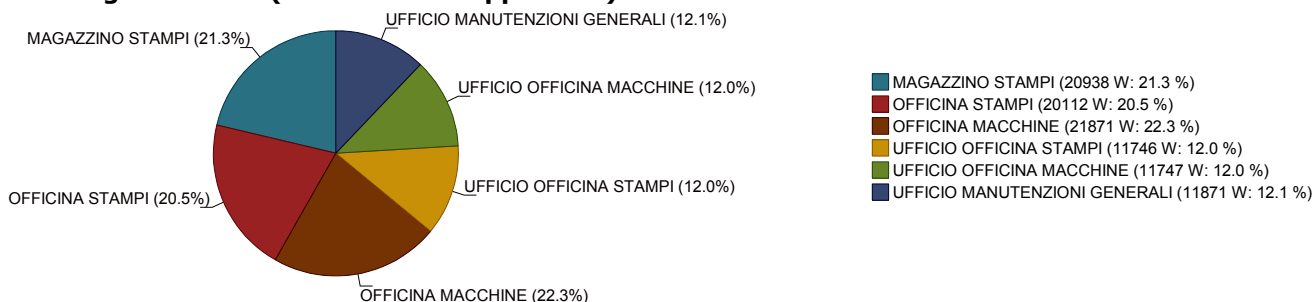 UFFICIO MANUTENZIONI GENERALI (12.1%)
MAGAZZINO STAMPI (21.3%)
UFFICIO OFFICINA MACCHINE (12.0%)
UFFICIO OFFICINA STAMPI (12.0%)
OFFICINA STAMPI (20.5%)
OFFICINA MACCHINE (22.3%)
MAGAZZINO STAMPI (20938 W: 21.3 %)
OFFICINA STAMPI (20112 W: 20.5 %)
OFFICINA MACCHINE (21871 W: 22.3 %)
UFFICIO OFFICINA STAMPI (11746 W: 12.0 %)
UFFICIO OFFICINA MACCHINE (11747 W: 12.0 %)
UFFICIO MANUTENZIONI GENERALI (11871 W: 12.1 %)